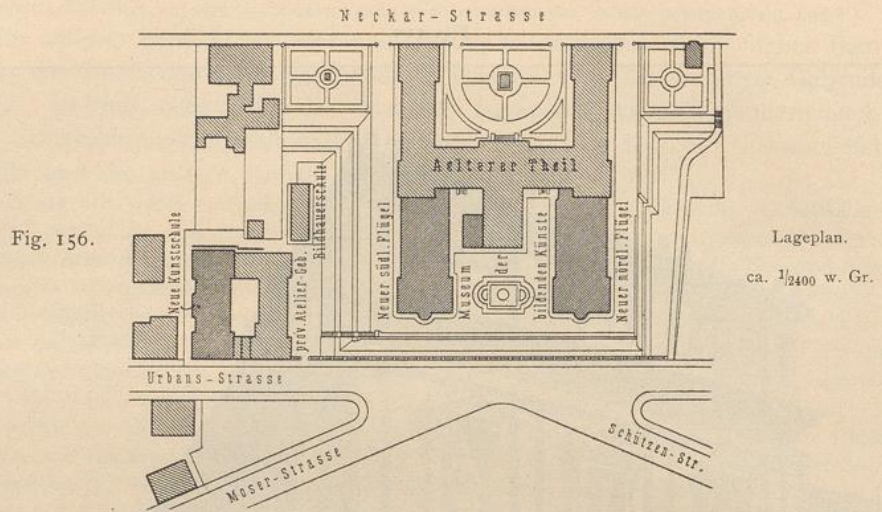 Neckar-Strasse
Aelterer Theil
Fig. 156.
Lageplan.
ca. 1/2400 w. Gr.
Neue Kunstschule
prov. Atelier-Geb.
Bildhauerschule
Neuer südl. Flügel
Museum
der
bildenden Künste
Neuer nördl. Flügel
Urbans-Strasse
Moser-Strasse
Schützen-Str.